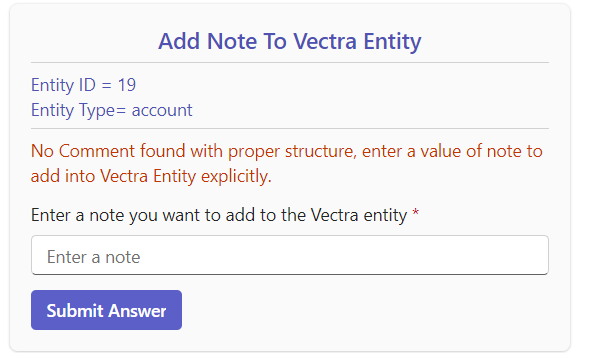 Add Note To Vectra Entity
Entity ID = 19
Entity Type= account
No Comment found with proper structure, enter a value of note to
add into Vectra Entity explicitly.
Enter a note you want to add to the Vectra entity *
Enter a note
Submit Answer